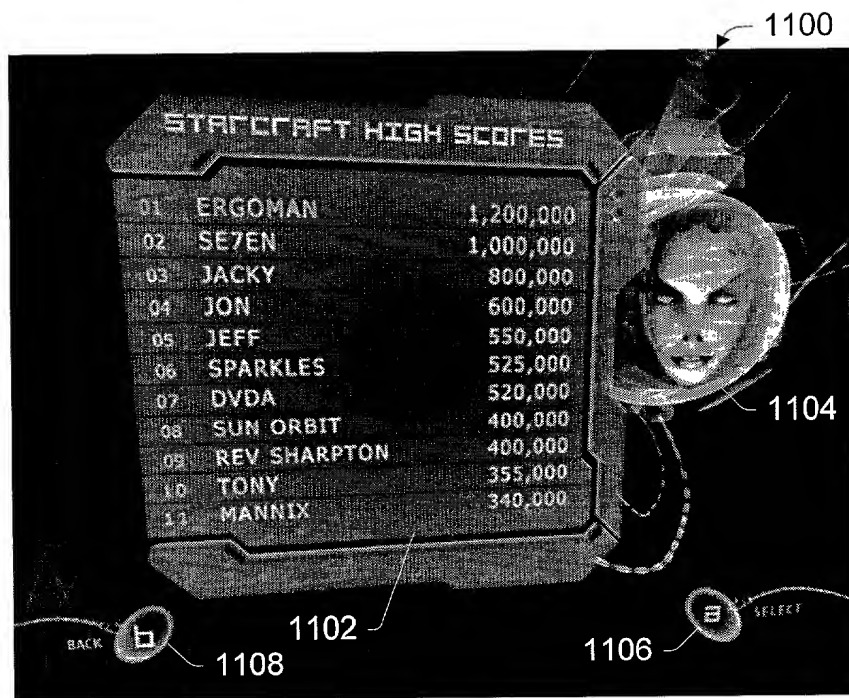 1100
STARCRAFT HIGH SCORES
01 ERGOMAN 1,200,000
02 SE7EN 1,000,000
03 JACKY 800,000
04 JON 600,000
05 JEFF 550,000
06 SPARKLES 525,000
07 DVDA 520,000
08 SUN ORBIT 400,000
09 REV SHARPTON 400,000
10 TONY 355,000
11 MANNIX 340,000
1104
BACK b
1108
1102
1106
a SELECT